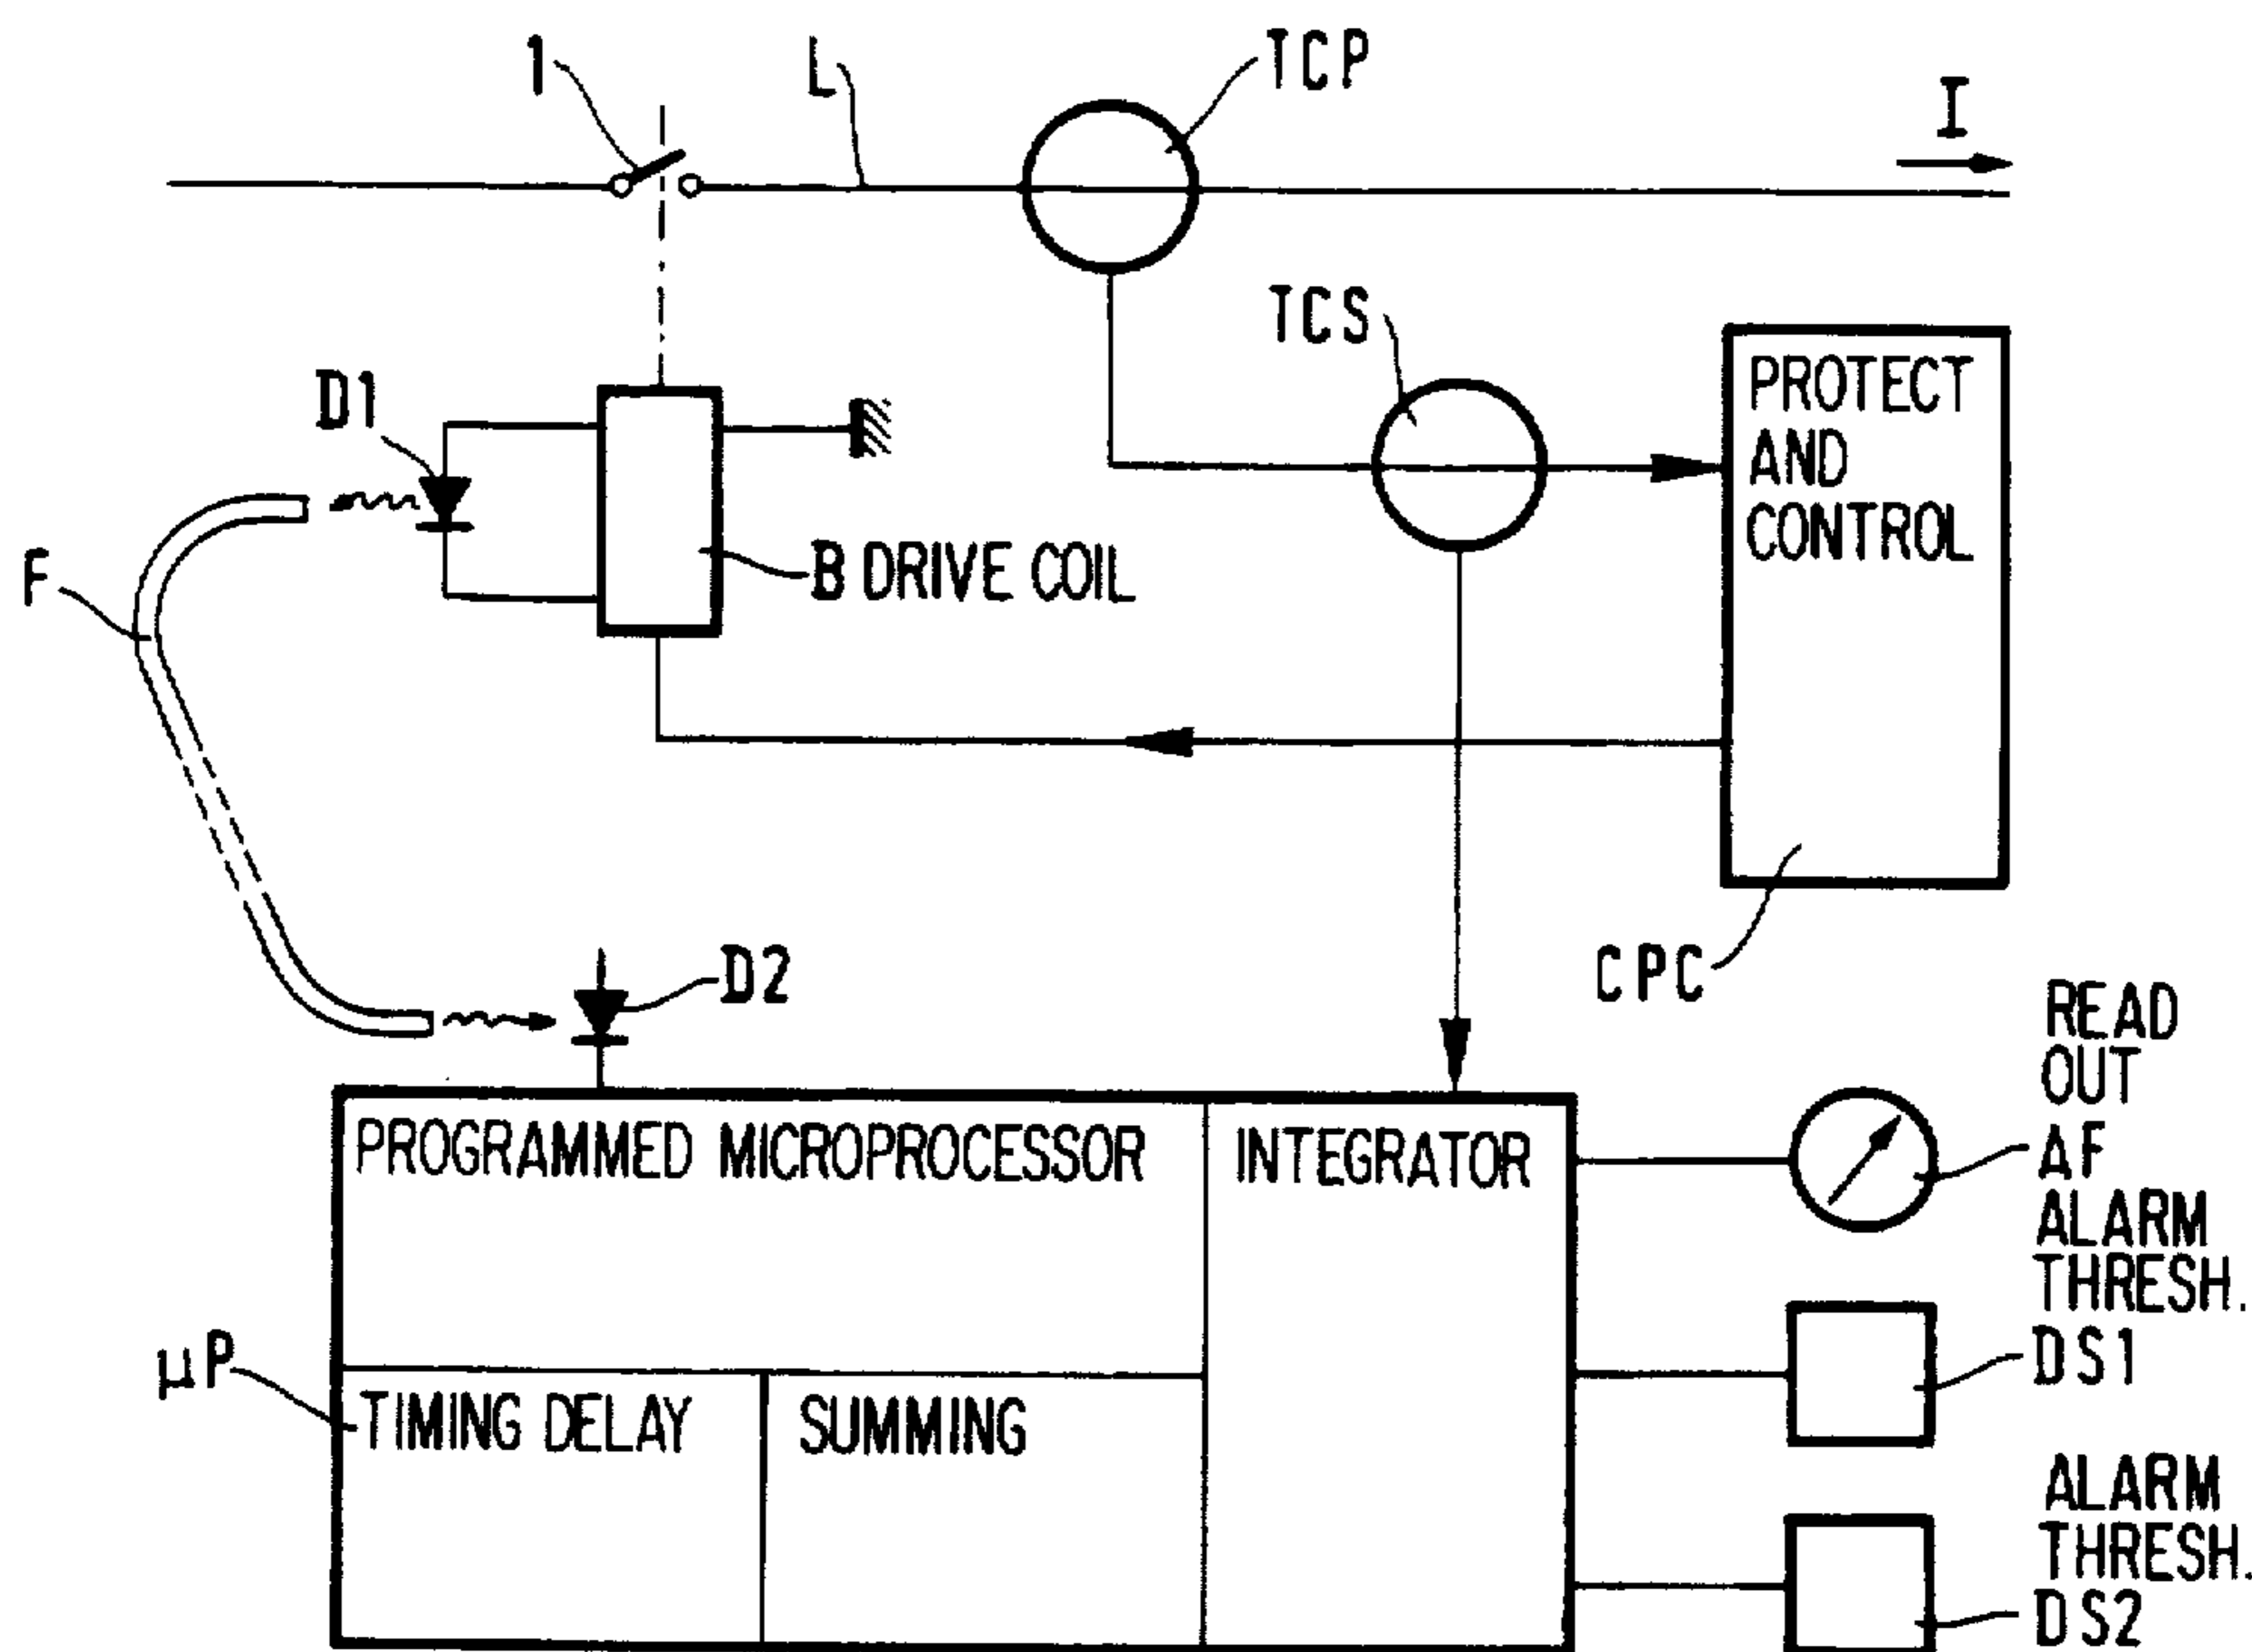 1
L
TCP
I
TCS
D1
PROTECT
AND
CONTROL
F
B DRIVE COIL
CPC
D2
READ
OUT
AF
PROGRAMMED MICROPROCESSOR
INTEGRATOR
ALARM
THRESH.
DS1
µP
TIMING DELAY
SUMMING
ALARM
THRESH.
DS2